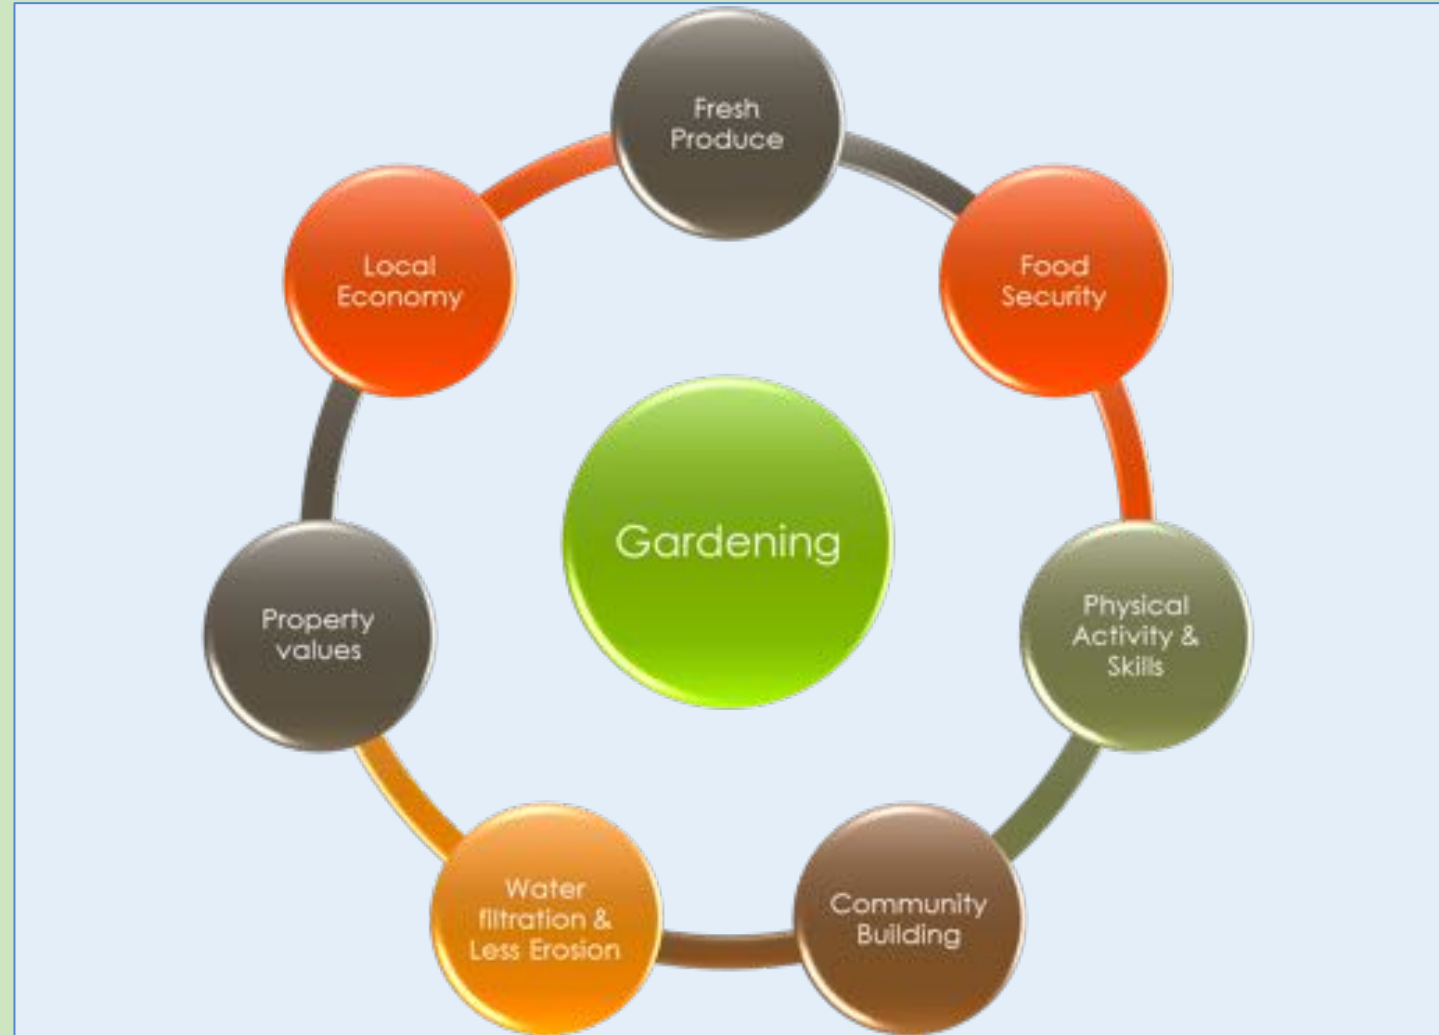 Fresh
Produce
Food
Security
Physical
Activity &
Skills
Community
Building
Water
filtration &
Less Erosion
Property
values
Local
Economy
Gardening